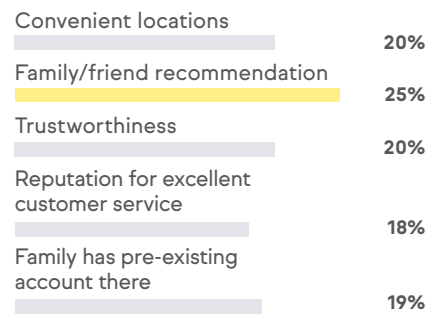 Convenient locations
20%
Family/friend recommendation
25%
Trustworthiness
20%
Reputation for excellent
customer service
18%
Family has pre-existing
account there
19%